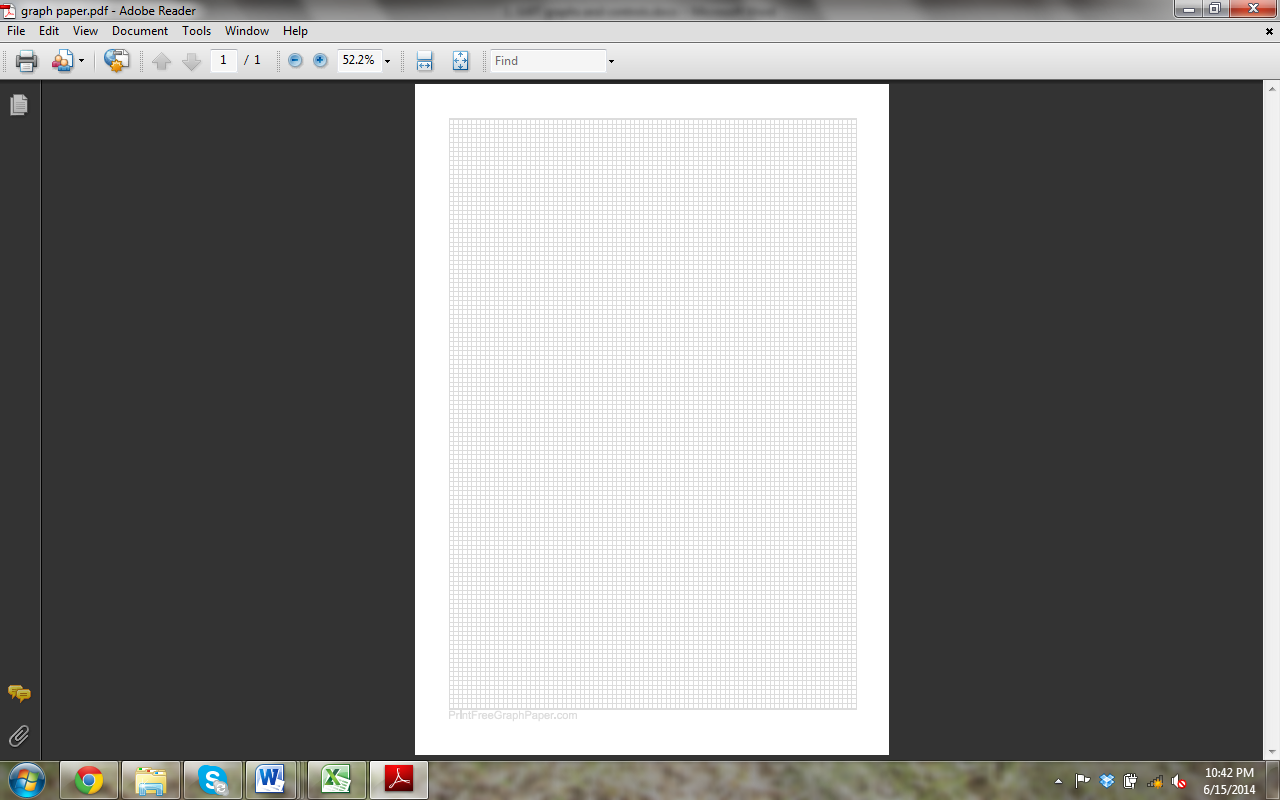 graph paper.pdf - Adobe Reader
File Edit View Document Tools Window Help
1 / 1 52.2% Find
PrintFreeGraphPaper.com
10:42 PM
6/15/2014